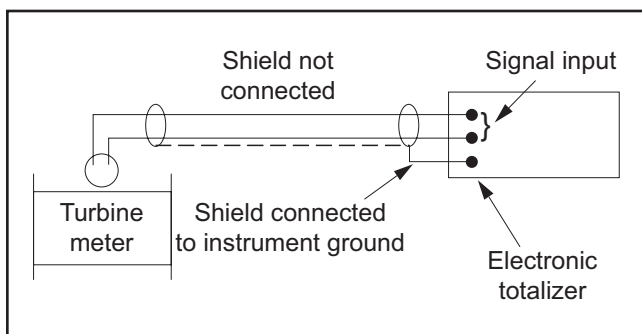 Shield not
connected
Signal input
}
Turbine
meter
Shield connected
to instrument ground
Electronic
totalizer